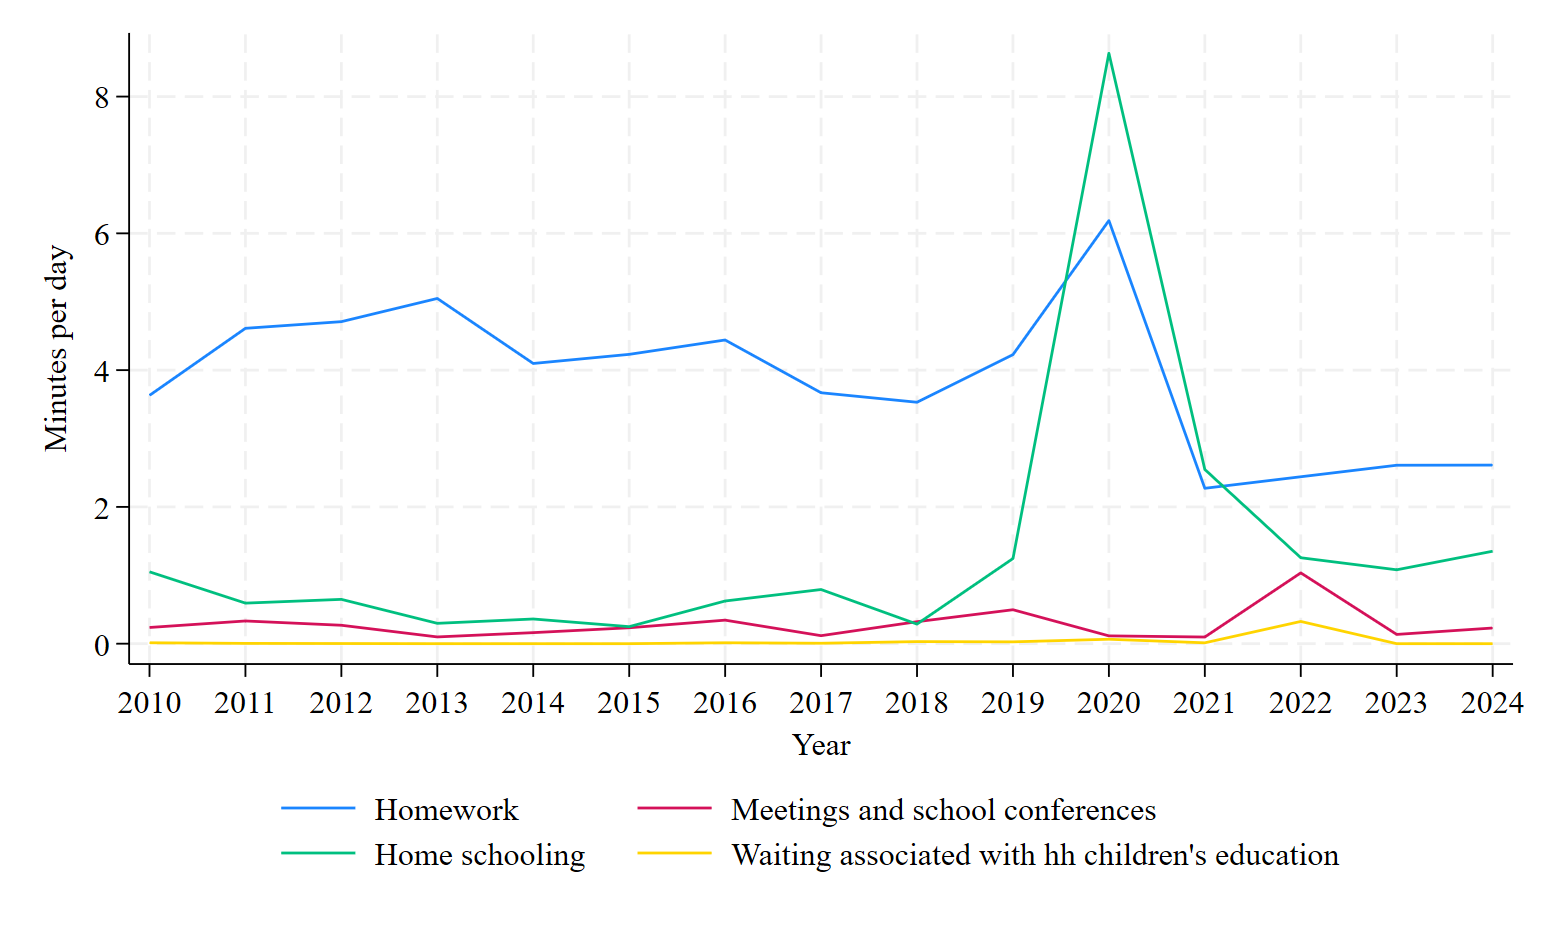 Minutes per day
8
6
4
2
0
2010 2011 2012 2013 2014 2015 2016 2017 2018 2019 2020 2021 2022 2023 2024
Year
Homework Meetings and school conferences
Home schooling Waiting associated with hh children's education